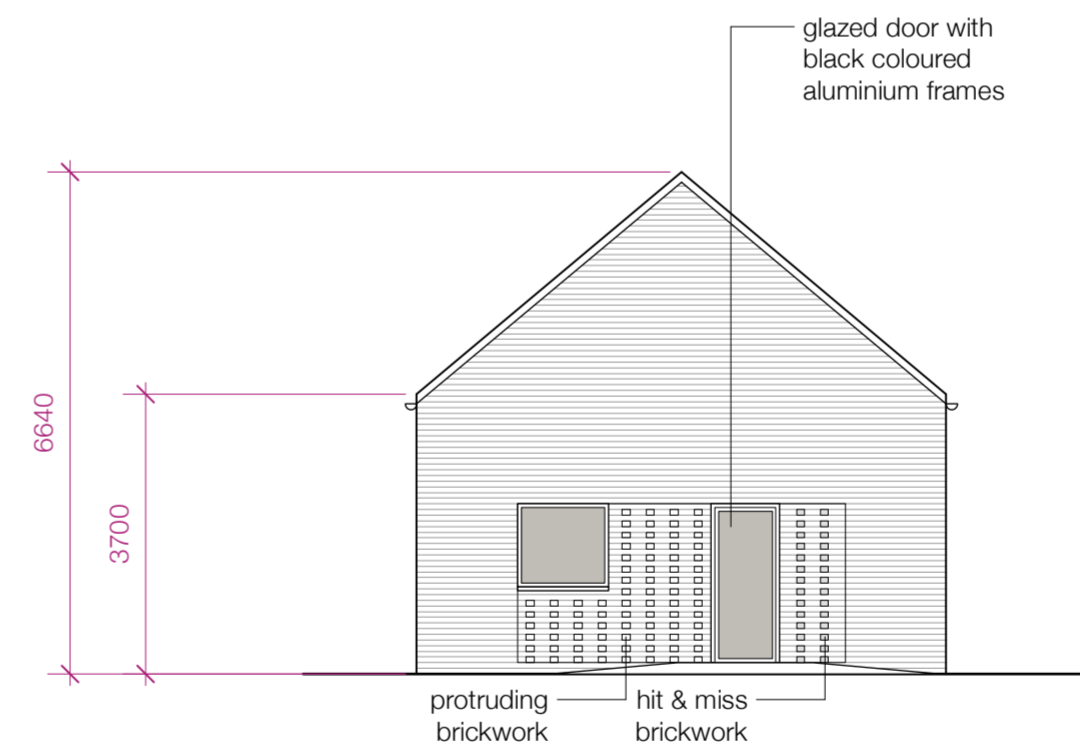 glazed door with
black coloured
aluminium frames
6640
3700
protruding
brickwork
hit & miss
brickwork